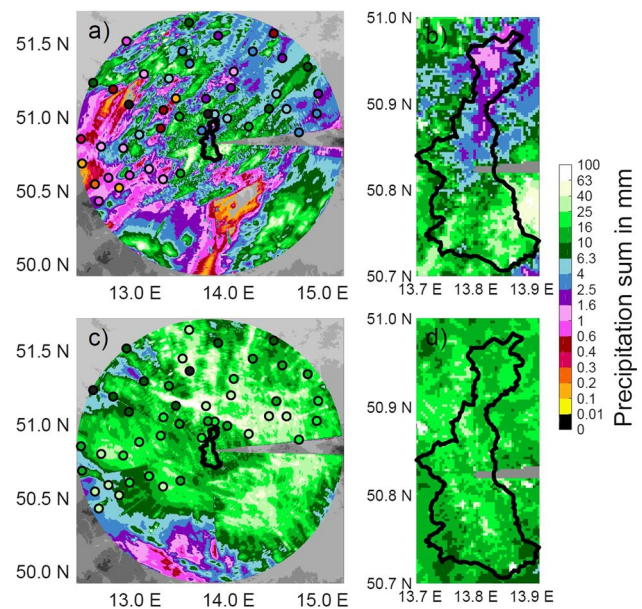 a)
51.5 N
51.0 N
50.5 N
50.0 N
13.0 E 14.0 E 15.0 E
b)
51.0 N
50.9 N
50.8 N
50.7 N
13.7 E 13.8 E 13.9 E
c)
51.5 N
51.0 N
50.5 N
50.0 N
13.0 E 14.0 E 15.0 E
d)
51.0 N
50.9 N
50.8 N
50.7 N
13.7 E 13.8 E 13.9 E
100
63
40
25
16
10
6.3
4
2.5
1.6
1
0.6
0.4
0.3
0.2
0.1
0.01
0
Precipitation sum in mm